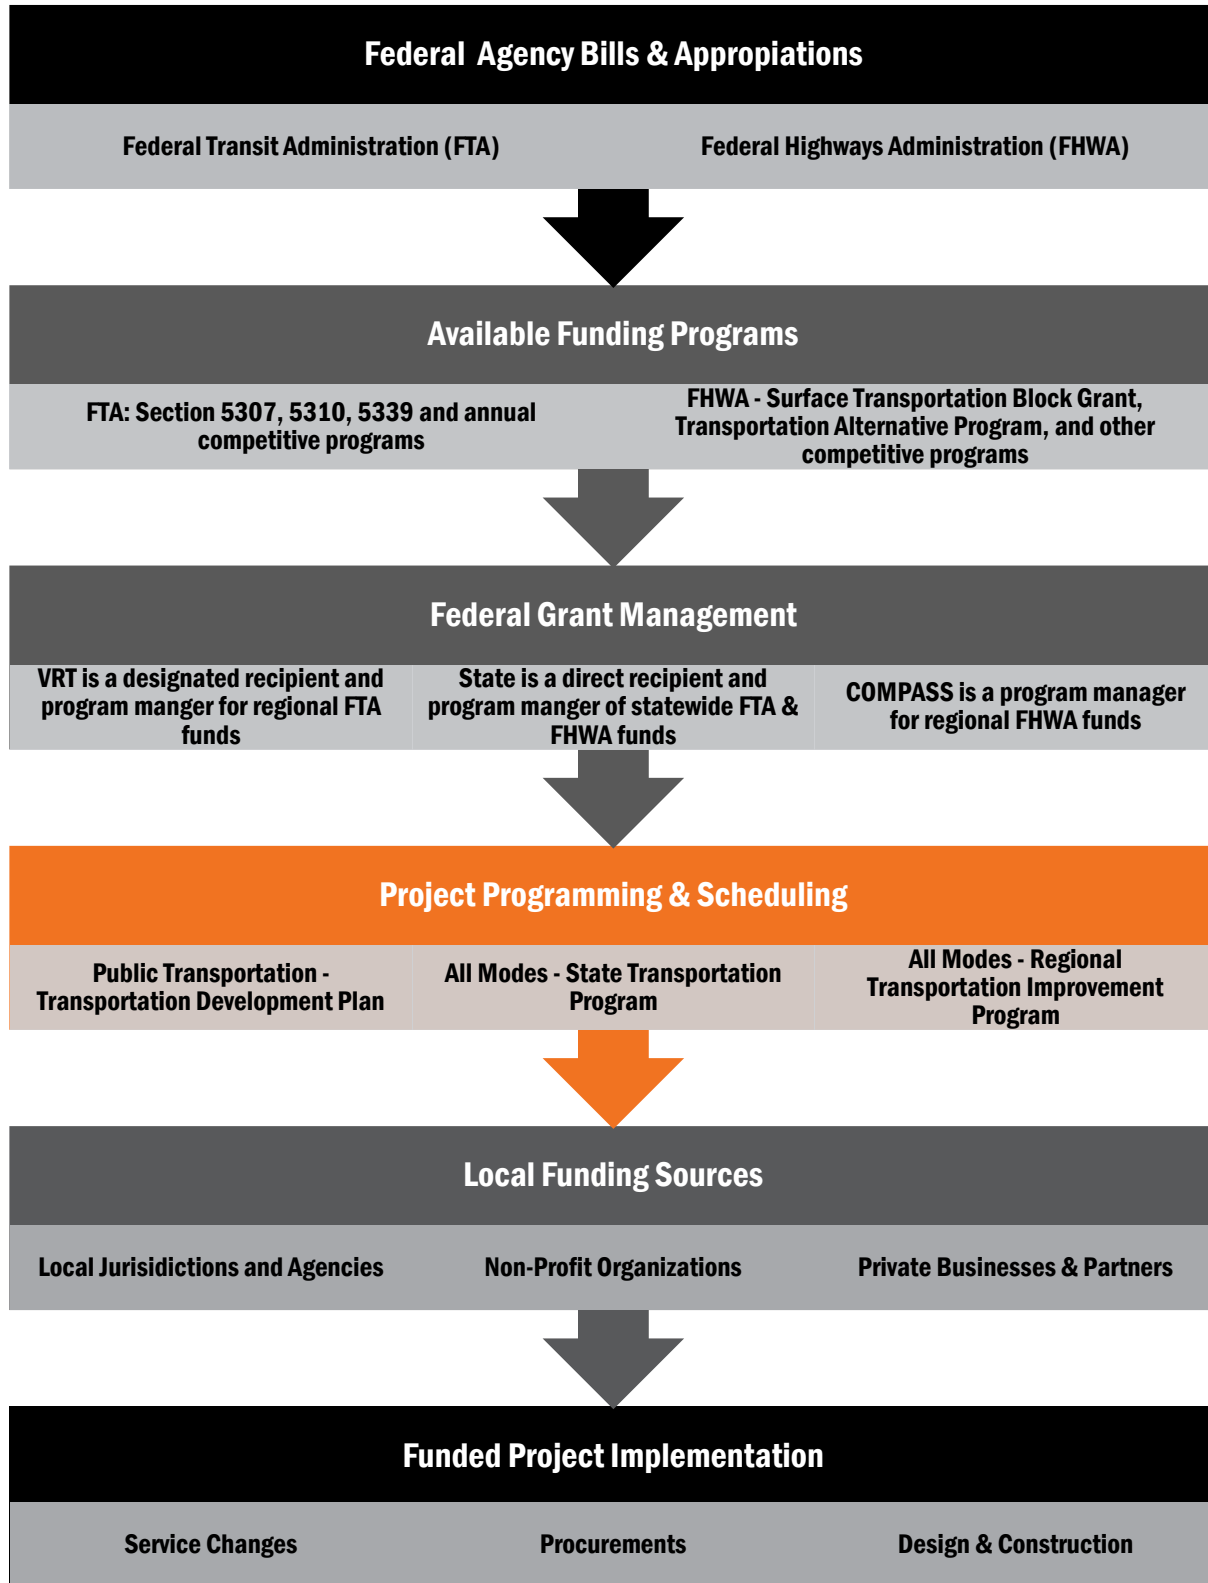 Federal Agency Bills & Appropiations
Federal Transit Administration (FTA)
Federal Highways Administration (FHWA)
Available Funding Programs
FTA: Section 5307, 5310, 5339 and annual
competitive programs
FHWA - Surface Transportation Block Grant,
Transportation Alternative Program, and other
competitive programs
Federal Grant Management
VRT is a designated recipient and
program manger for regional FTA
funds
State is a direct recipient and
program manger of statewide FTA &
FHWA funds
COMPASS is a program manager
for regional FHWA funds
Project Programming & Scheduling
Public Transportation -
Transportation Development Plan
All Modes - State Transportation
Program
All Modes - Regional
Transportation Improvement
Program
Local Funding Sources
Local Jurisidictions and Agencies
Non-Profit Organizations
Private Businesses & Partners
Funded Project Implementation
Service Changes
Procurements
Design & Construction